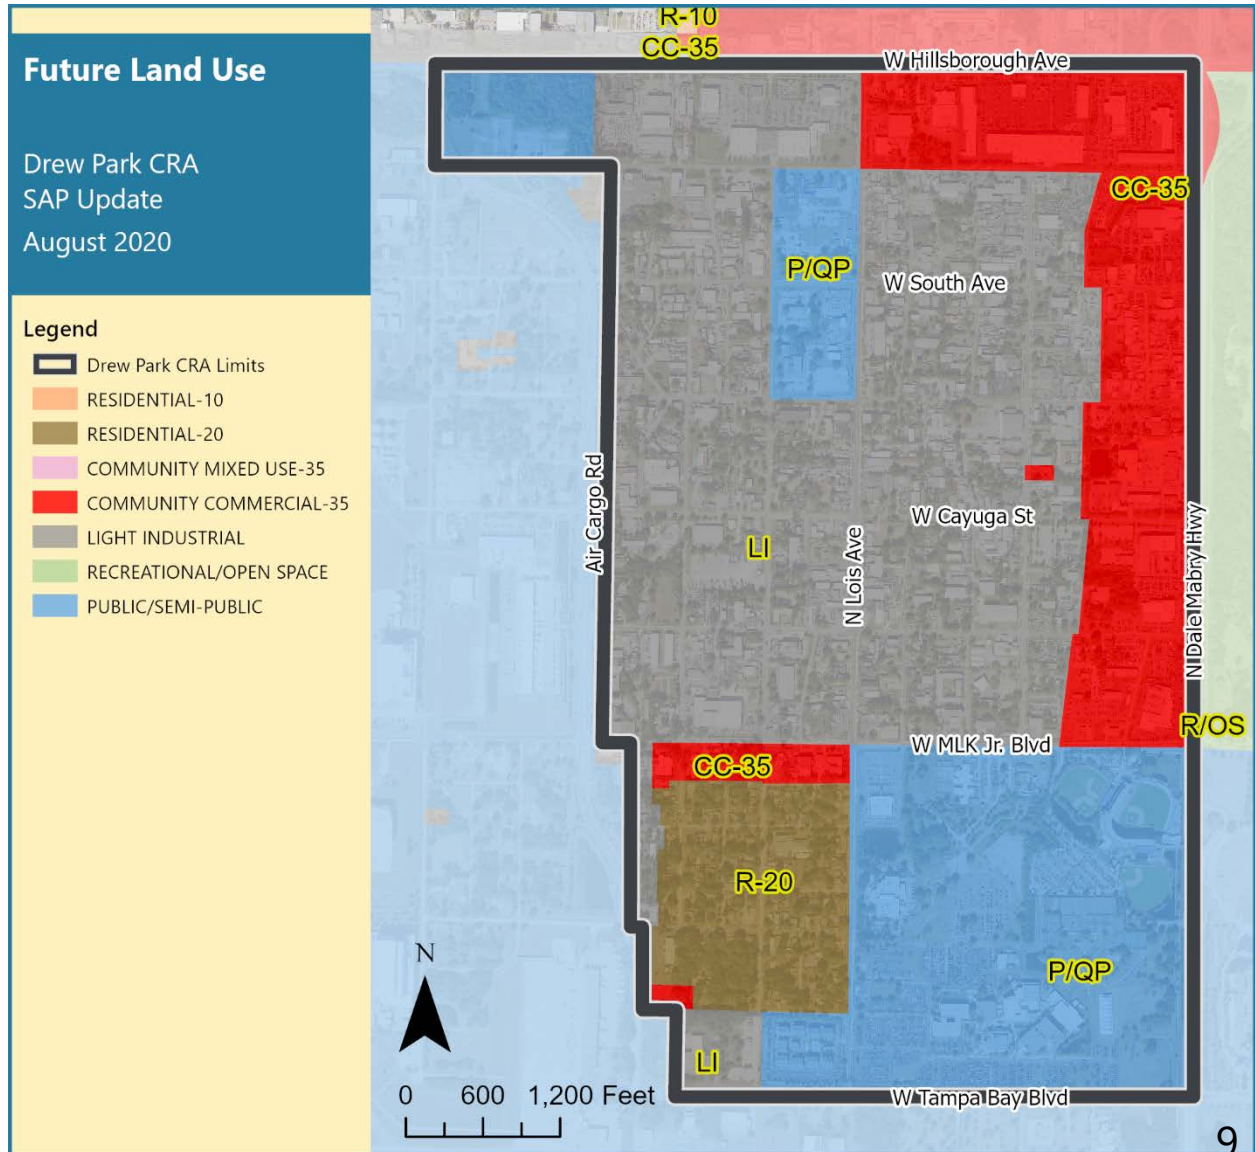 Future Land Use
Drew Park CRA
SAP Update
August 2020
Legend
Drew Park CRA Limits
RESIDENTIAL-10
RESIDENTIAL-20
COMMUNITY MIXED USE-35
COMMUNITY COMMERCIAL-35
LIGHT INDUSTRIAL
RECREATIONAL/OPEN SPACE
PUBLIC/SEMI-PUBLIC
R-10
CC-35
W Hillsborough Ave
CC-35
P/QP
W South Ave
Air Cargo Rd
W Cayuga St
LI
N Lois Ave
N Dale Mabry Hwy
R/OS
W MLK Jr. Blvd
CC-35
R-20
P/QP
N
LI
0 600 1,200 Feet
W Tampa Bay Blvd
9